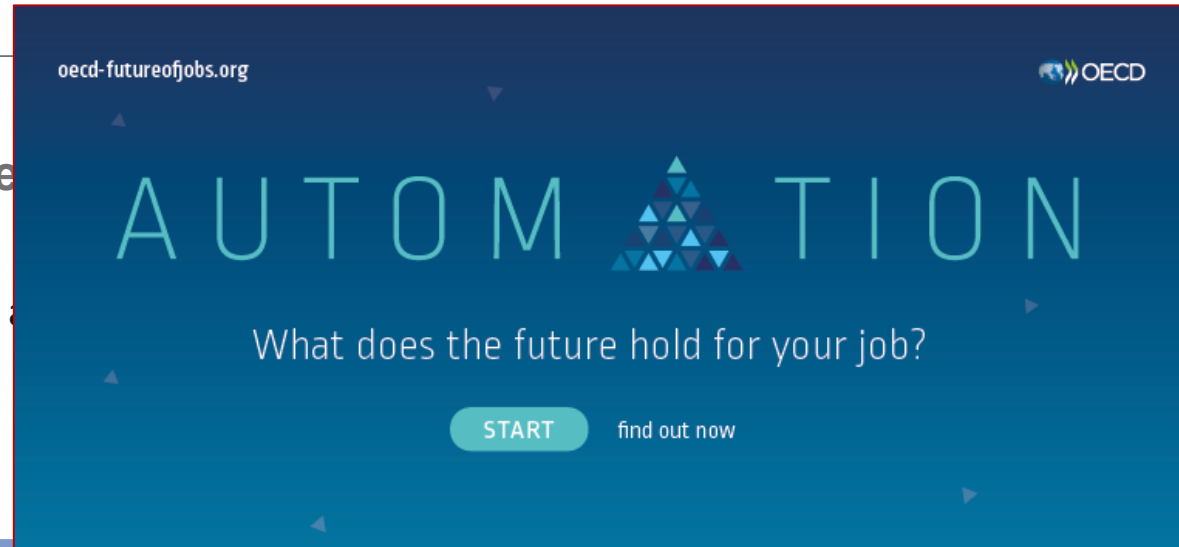 oecd-futureofjobs.org
OECD
AUTOMATION
What does the future hold for your job?
START find out now